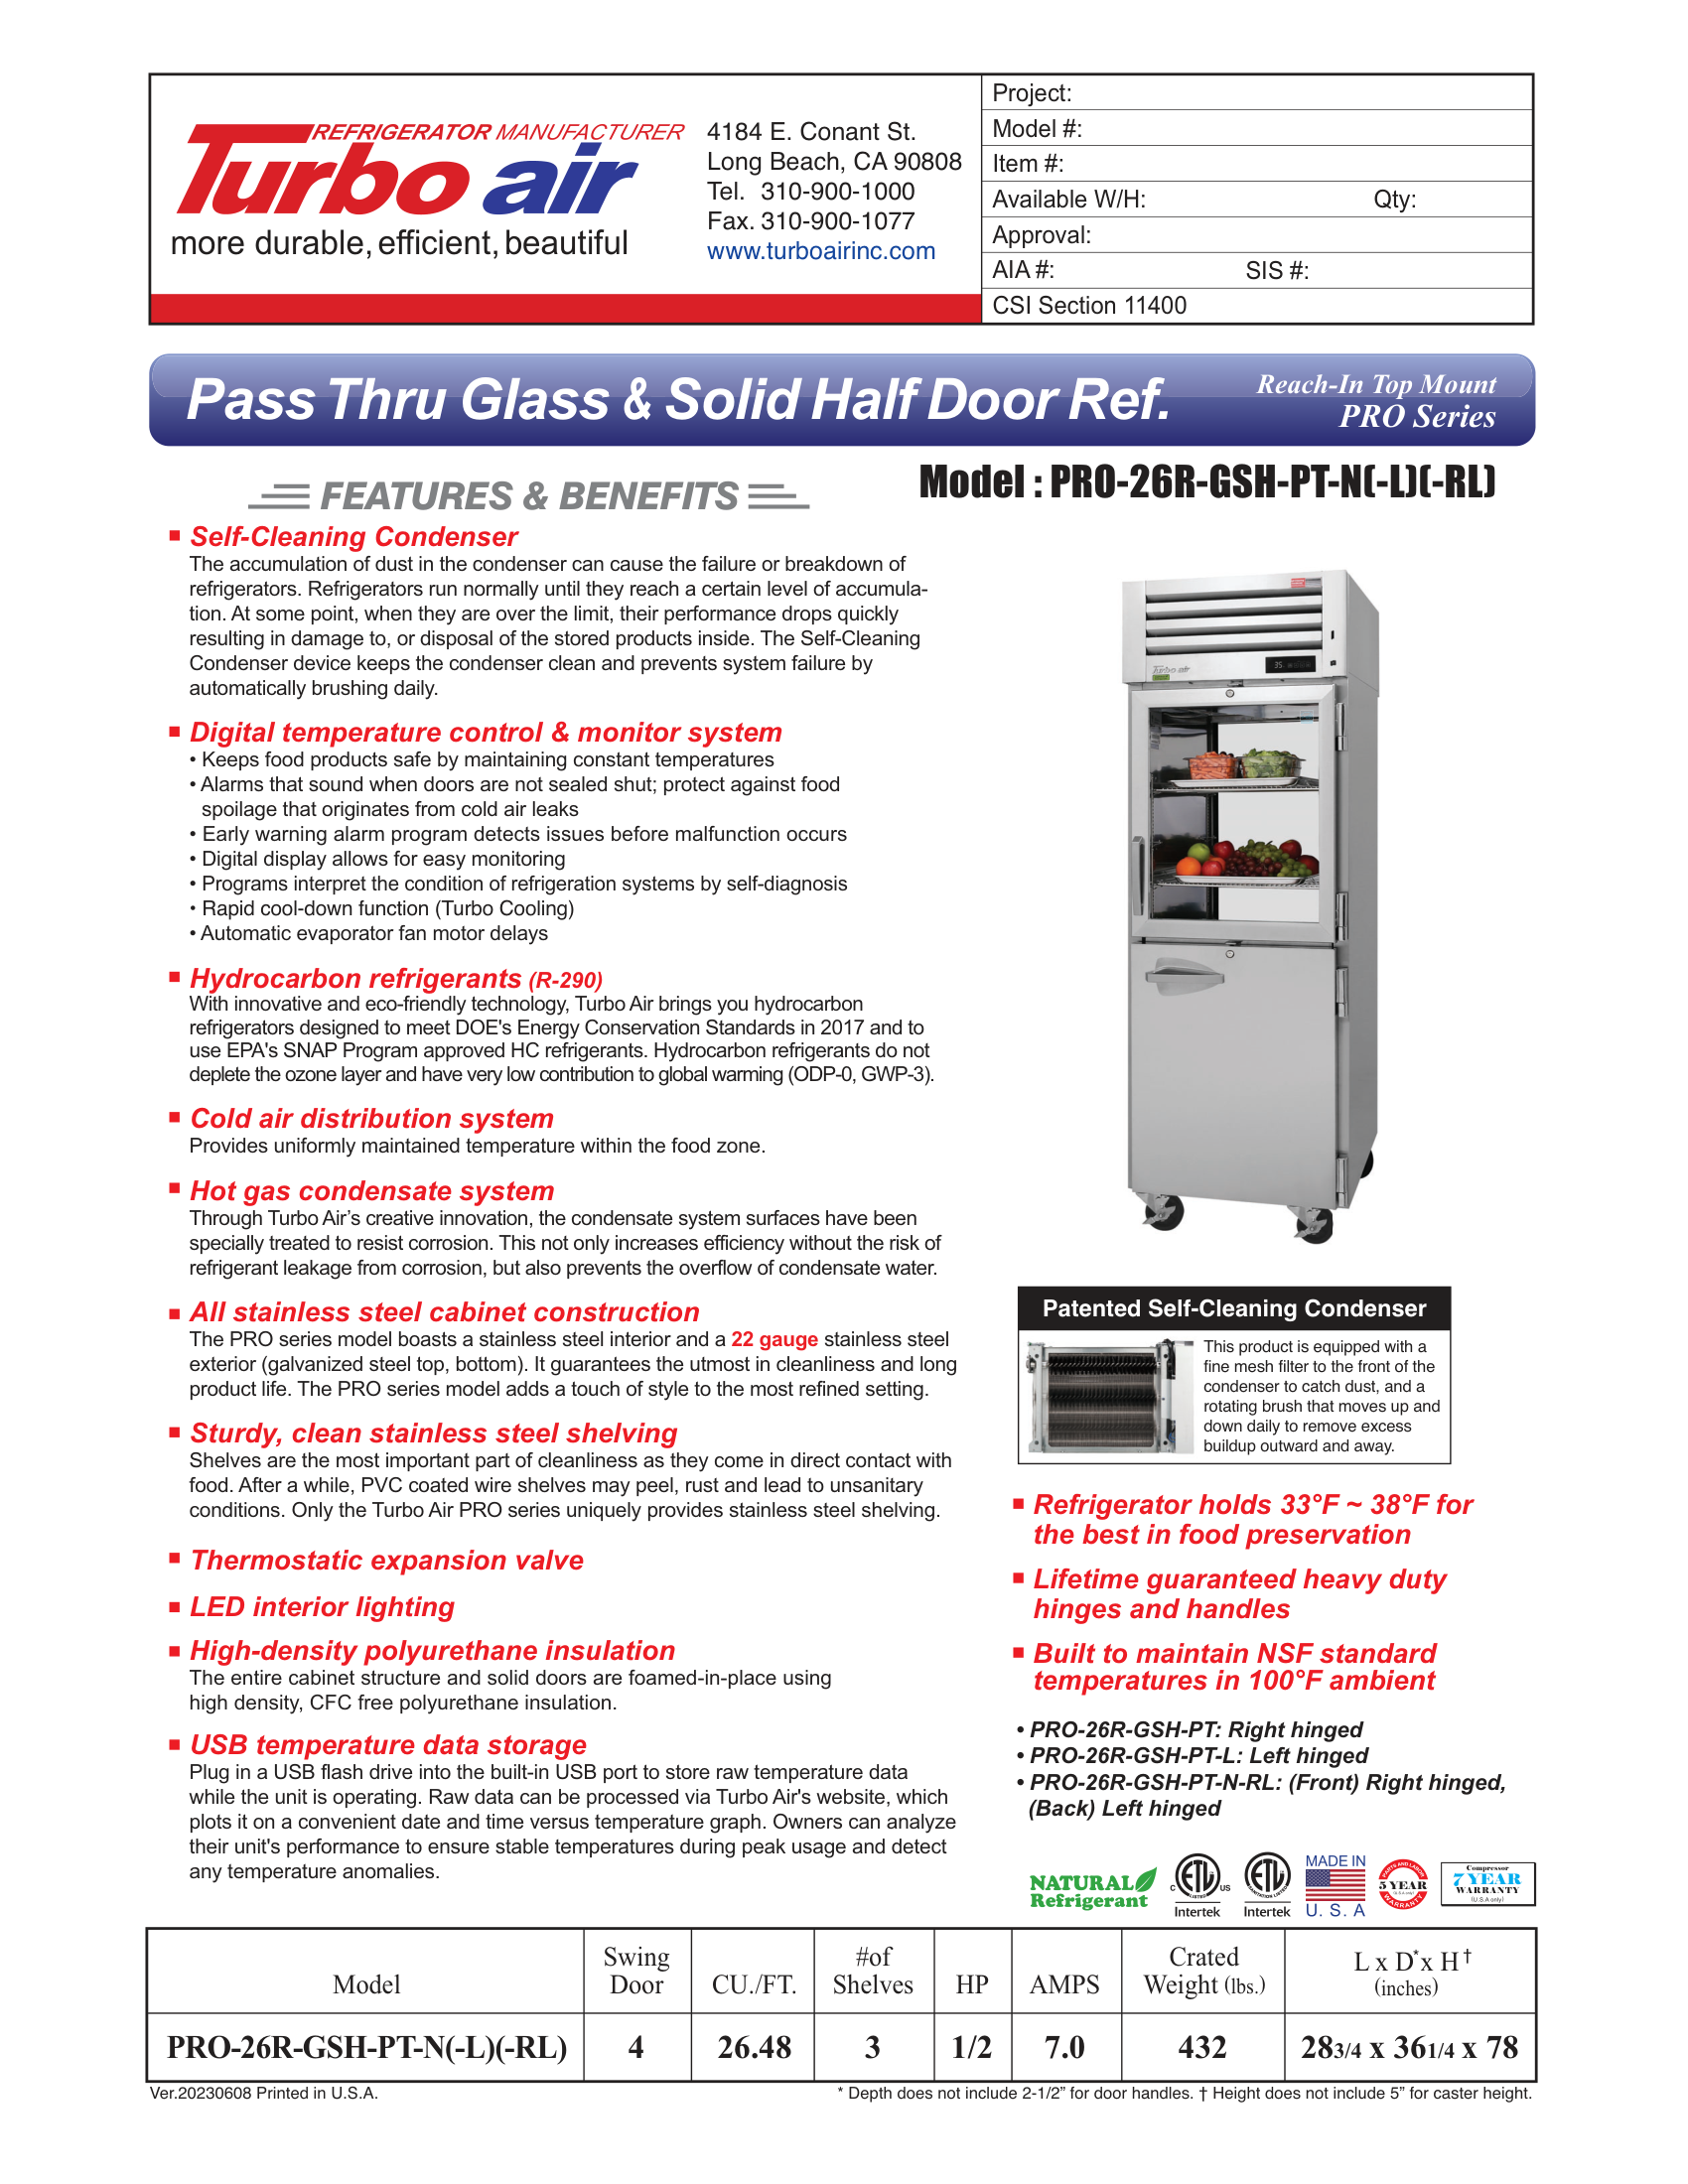 REFRIGERATOR MANUFACTURER
Turbo air
more durable, efficient, beautiful
4184 E. Conant St.
Long Beach, CA 90808
Tel. 310-900-1000
Fax. 310-900-1077
www.turboairinc.com
Project:
Model #:
Item #:
Available W/H: Qty:
Approval:
AIA #: SIS #:
CSI Section 11400
Pass Thru Glass & Solid Half Door Ref.
Reach-In Top Mount
PRO Series
Model : PRO-26R-GSH-PT-N(-L)(-RL)
FEATURES & BENEFITS
Self-Cleaning Condenser
The accumulation of dust in the condenser can cause the failure or breakdown of
refrigerators. Refrigerators run normally until they reach a certain level of accumula-
tion. At some point, when they are over the limit, their performance drops quickly
resulting in damage to, or disposal of the stored products inside. The Self-Cleaning
Condenser device keeps the condenser clean and prevents system failure by
automatically brushing daily.
Digital temperature control & monitor system
• Keeps food products safe by maintaining constant temperatures
• Alarms that sound when doors are not sealed shut; protect against food
spoilage that originates from cold air leaks
• Early warning alarm program detects issues before malfunction occurs
• Digital display allows for easy monitoring
• Programs interpret the condition of refrigeration systems by self-diagnosis
• Rapid cool-down function (Turbo Cooling)
• Automatic evaporator fan motor delays
Hydrocarbon refrigerants (R-290)
With innovative and eco-friendly technology, Turbo Air brings you hydrocarbon
refrigerators designed to meet DOE's Energy Conservation Standards in 2017 and to
use EPA's SNAP Program approved HC refrigerants. Hydrocarbon refrigerants do not
deplete the ozone layer and have very low contribution to global warming (ODP-0, GWP-3).
Cold air distribution system
Provides uniformly maintained temperature within the food zone.
Hot gas condensate system
Through Turbo Air’s creative innovation, the condensate system surfaces have been
specially treated to resist corrosion. This not only increases efficiency without the risk of
refrigerant leakage from corrosion, but also prevents the overflow of condensate water.
All stainless steel cabinet construction
The PRO series model boasts a stainless steel interior and a 22 gauge stainless steel
exterior (galvanized steel top, bottom). It guarantees the utmost in cleanliness and long
product life. The PRO series model adds a touch of style to the most refined setting.
Sturdy, clean stainless steel shelving
Shelves are the most important part of cleanliness as they come in direct contact with
food. After a while, PVC coated wire shelves may peel, rust and lead to unsanitary
conditions. Only the Turbo Air PRO series uniquely provides stainless steel shelving.
Thermostatic expansion valve
LED interior lighting
High-density polyurethane insulation
The entire cabinet structure and solid doors are foamed-in-place using
high density, CFC free polyurethane insulation.
USB temperature data storage
Plug in a USB flash drive into the built-in USB port to store raw temperature data
while the unit is operating. Raw data can be processed via Turbo Air's website, which
plots it on a convenient date and time versus temperature graph. Owners can analyze
their unit's performance to ensure stable temperatures during peak usage and detect
any temperature anomalies.
Turbo air
35
Patented Self-Cleaning Condenser
This product is equipped with a
fine mesh filter to the front of the
condenser to catch dust, and a
rotating brush that moves up and
down daily to remove excess
buildup outward and away.
Refrigerator holds 33°F ~ 38°F for
the best in food preservation
Lifetime guaranteed heavy duty
hinges and handles
Built to maintain NSF standard
temperatures in 100°F ambient
• PRO-26R-GSH-PT: Right hinged
• PRO-26R-GSH-PT-L: Left hinged
• PRO-26R-GSH-PT-N-RL: (Front) Right hinged,
(Back) Left hinged
NATURAL
Refrigerant
C ETL US
LISTED
Intertek
ETL
SANITATION LISTED
Intertek
MADE IN
U. S. A
PARTS AND LABOR
5 YEAR
(U.S.A only)
WARRANTY
Compressor
7 YEAR
WARRANTY
(U.S.A only)
Model Swing Door CU./FT. #of Shelves HP AMPS Crated Weight (lbs.) L x D* x H† (inches)
PRO-26R-GSH-PT-N(-L)(-RL) 4 26.48 3 1/2 7.0 432 283/4 x 361/4 x 78
Ver.20230608 Printed in U.S.A.
* Depth does not include 2-1/2” for door handles. † Height does not include 5” for caster height.